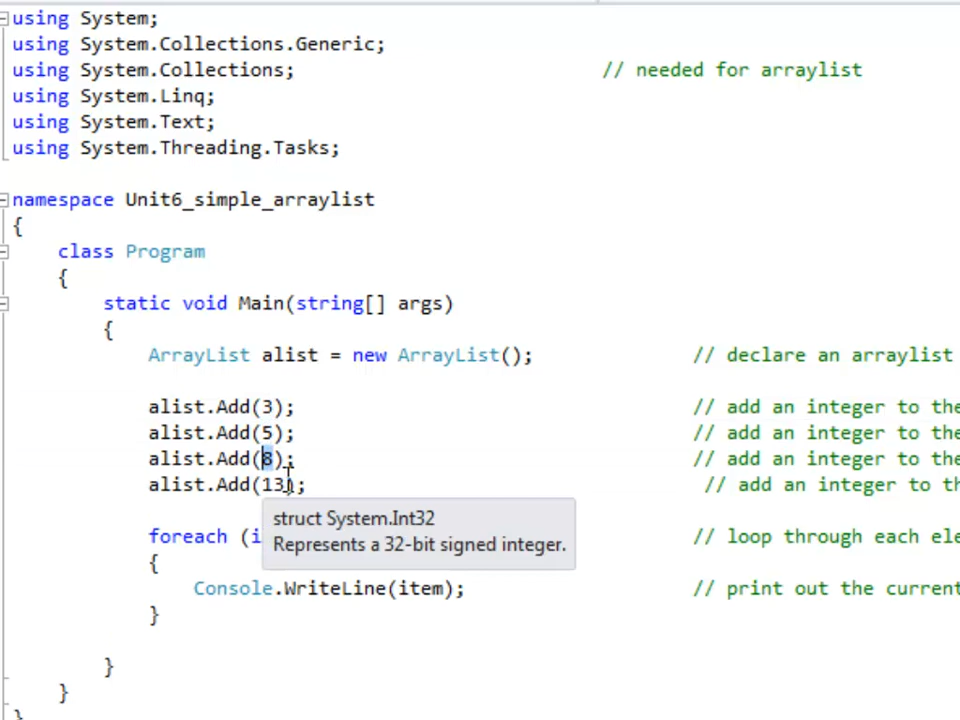 using System;
using System.Collections.Generic;
using System.Collections; // needed for arraylist
using System.Linq;
using System.Text;
using System.Threading.Tasks;
namespace Unit6_simple_arraylist
{
class Program
{
static void Main(string[] args)
{
ArrayList alist = new ArrayList(); // declare an arraylist
alist.Add(3); // add an integer to the
alist.Add(5); // add an integer to the
alist.Add(8); // add an integer to the
alist.Add(13); // add an integer to th
struct System.Int32
Represents a 32-bit signed integer.
foreach (i // loop through each ele
{
Console.WriteLine(item); // print out the current
}
}
}
}